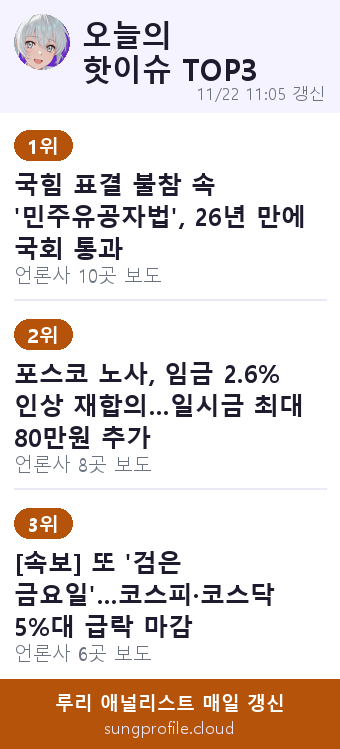 오늘의
핫이슈 TOP3
11/22 11:05 갱신
1위
국힘 표결 불참 속
'민주유공자법', 26년 만에
국회 통과
언론사 10곳 보도
2위
포스코 노사, 임금 2.6%
인상 재합의…일시금 최대
80만원 추가
언론사 8곳 보도
3위
[속보] 또 '검은
금요일'…코스피·코스닥
5%대 급락 마감
언론사 6곳 보도
루리 애널리스트 매일 갱신
sungprofile.cloud